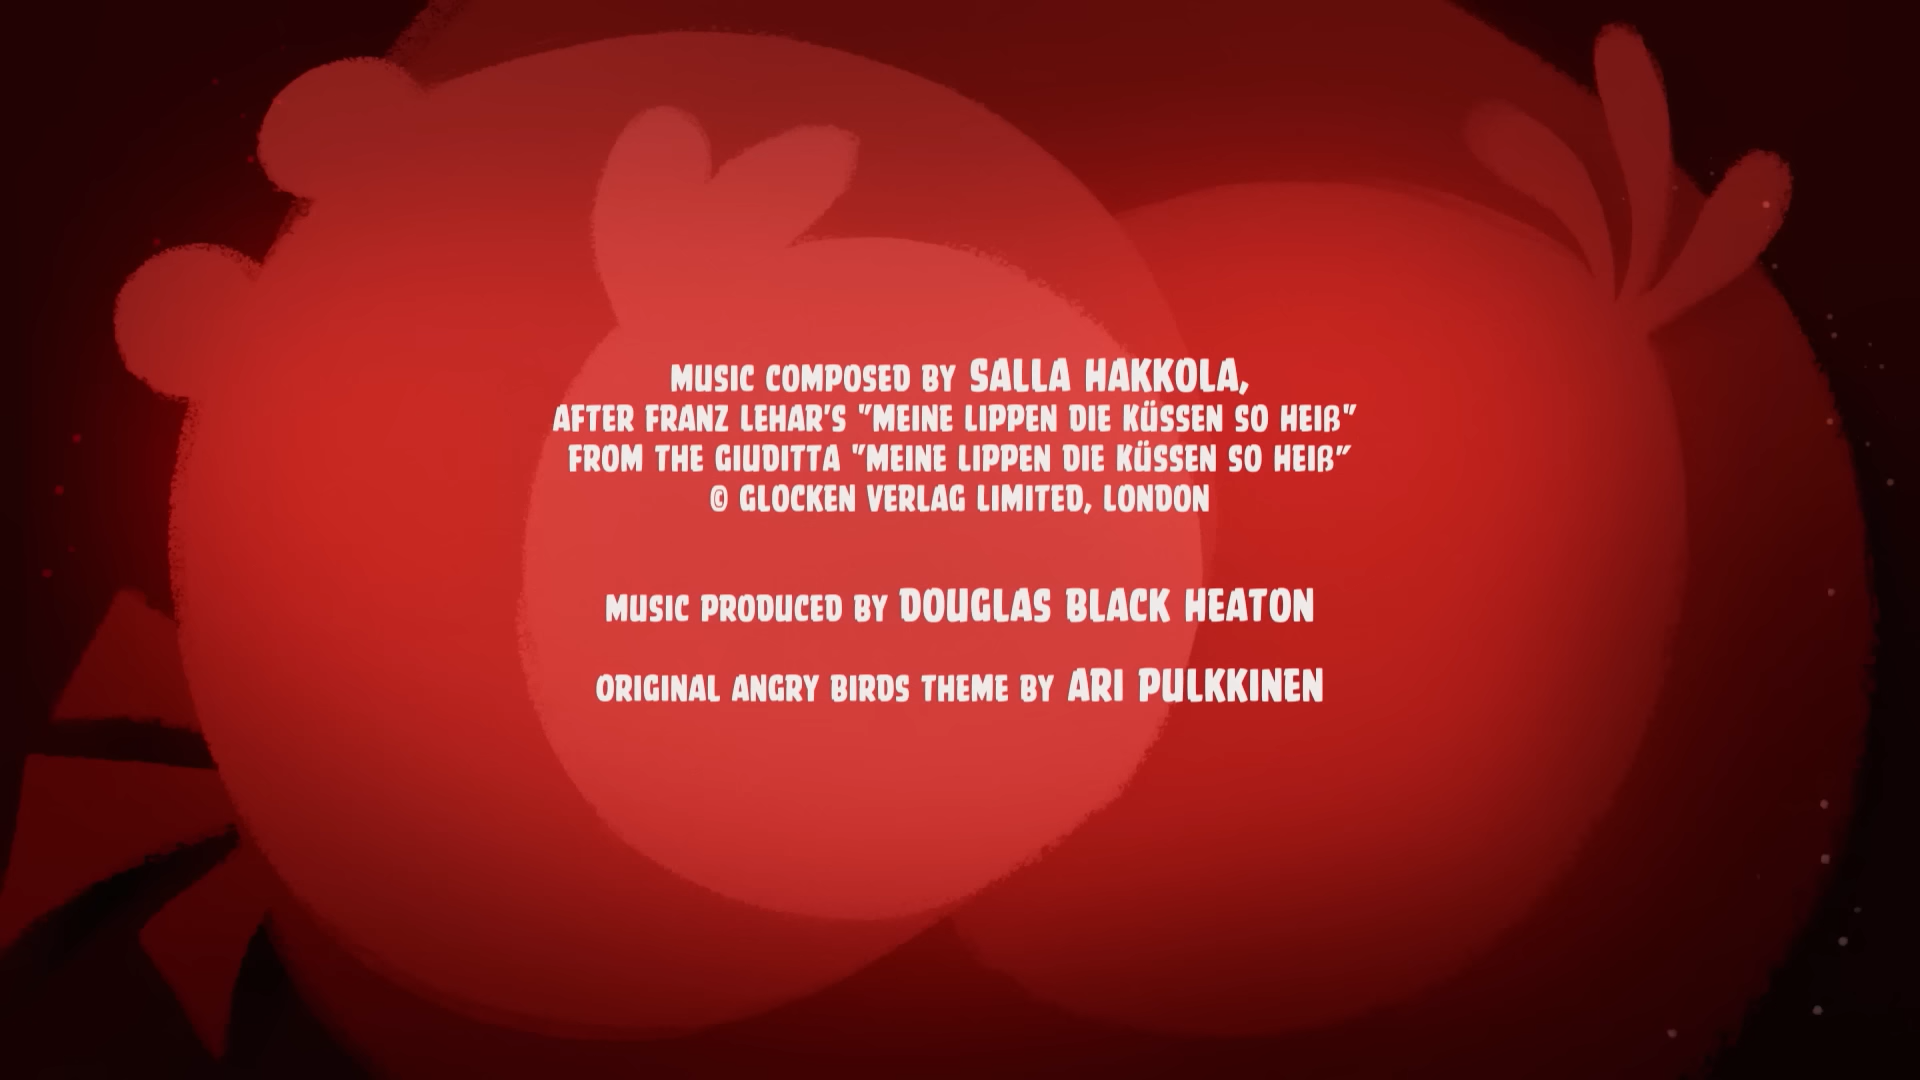 MUSIC COMPOSED BY SALLA HAKKOLA,
AFTER FRANZ LEHAR'S "MEINE LIPPEN DIE KÜSSEN SO HEIß"
FROM THE GIUDITTA "MEINE LIPPEN DIE KÜSSEN SO HEIß"
© GLOCKEN VERLAG LIMITED, LONDON
MUSIC PRODUCED BY DOUGLAS BLACK HEATON
ORIGINAL ANGRY BIRDS THEME BY ARI PULKKINEN